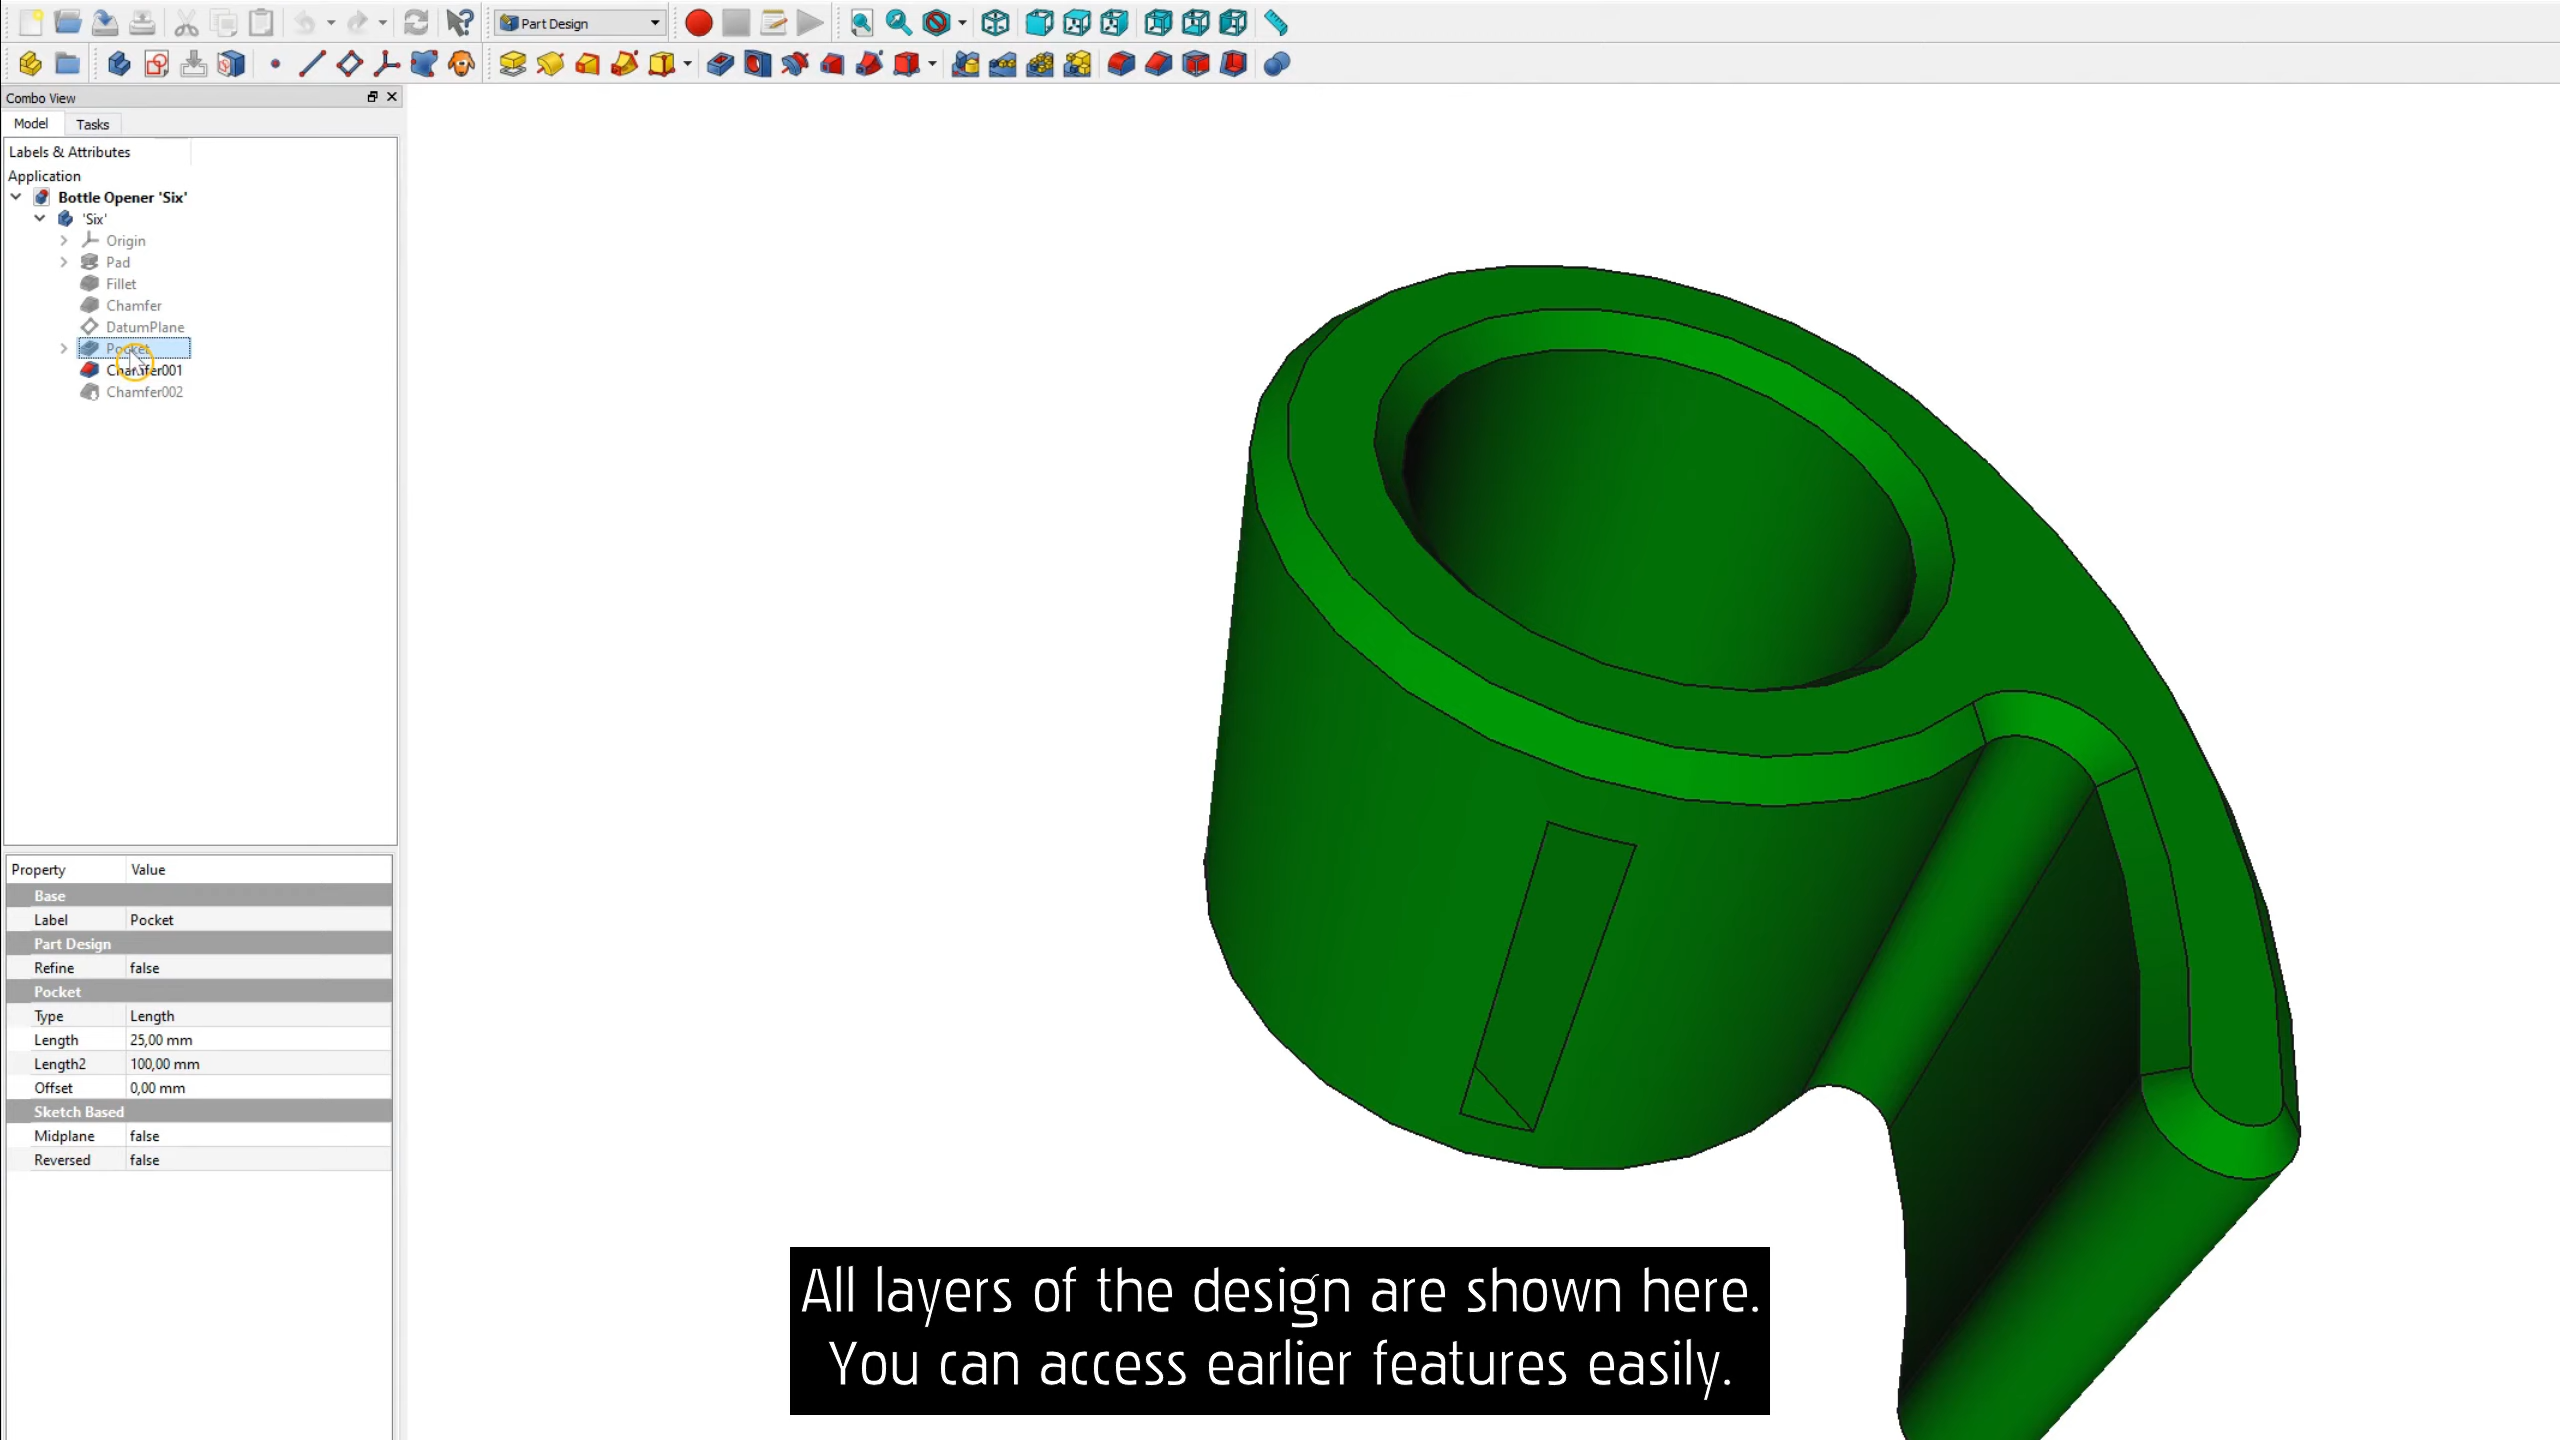 Part Design
Combo View
Model Tasks
Labels & Attributes
Application
Bottle Opener 'Six'
'Six'
Origin
Pad
Fillet
Chamfer
DatumPlane
Pocket
Chamfer001
Chamfer002
Property Value
Base
Label Pocket
Part Design
Refine false
Pocket
Type Length
Length 25,00 mm
Length2 100,00 mm
Offset 0,00 mm
Sketch Based
Midplane false
Reversed false
All layers of the design are shown here.
You can access earlier features easily.